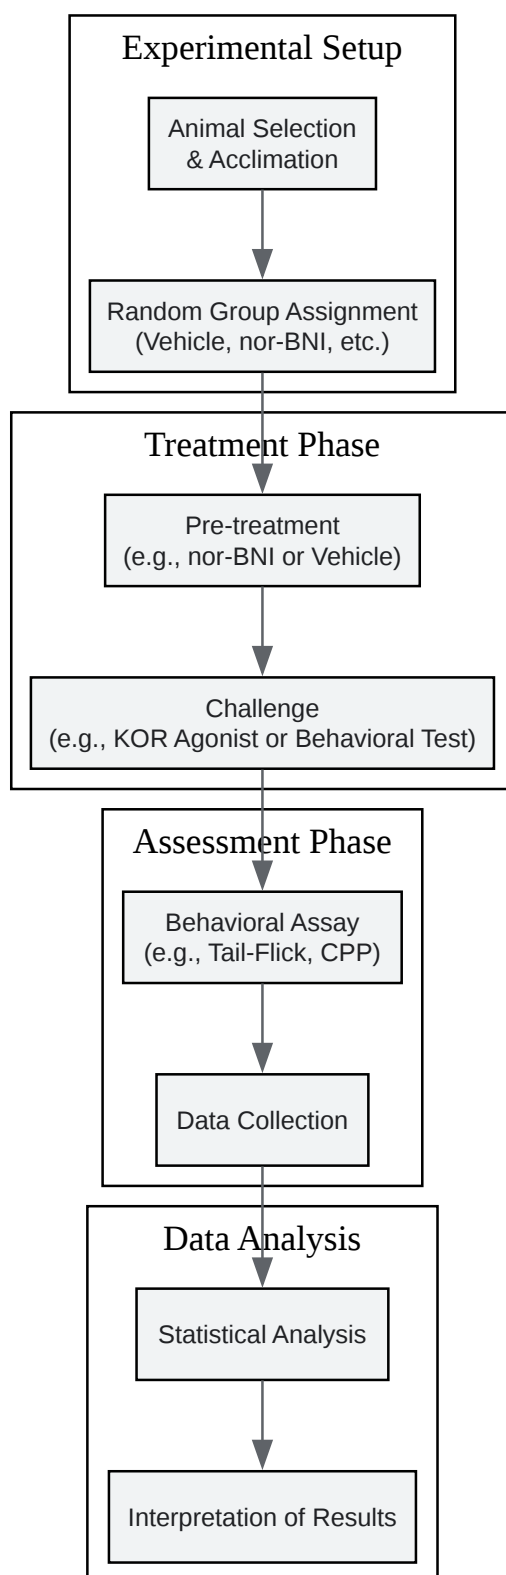 Experimental Setup
Animal Selection
& Acclimation
Random Group Assignment
(Vehicle, nor-BNI, etc.)
Treatment Phase
Pre-treatment
(e.g., nor-BNI or Vehicle)
Challenge
(e.g., KOR Agonist or Behavioral Test)
Assessment Phase
Behavioral Assay
(e.g., Tail-Flick, CPP)
Data Collection
Data Analysis
Statistical Analysis
Interpretation of Results